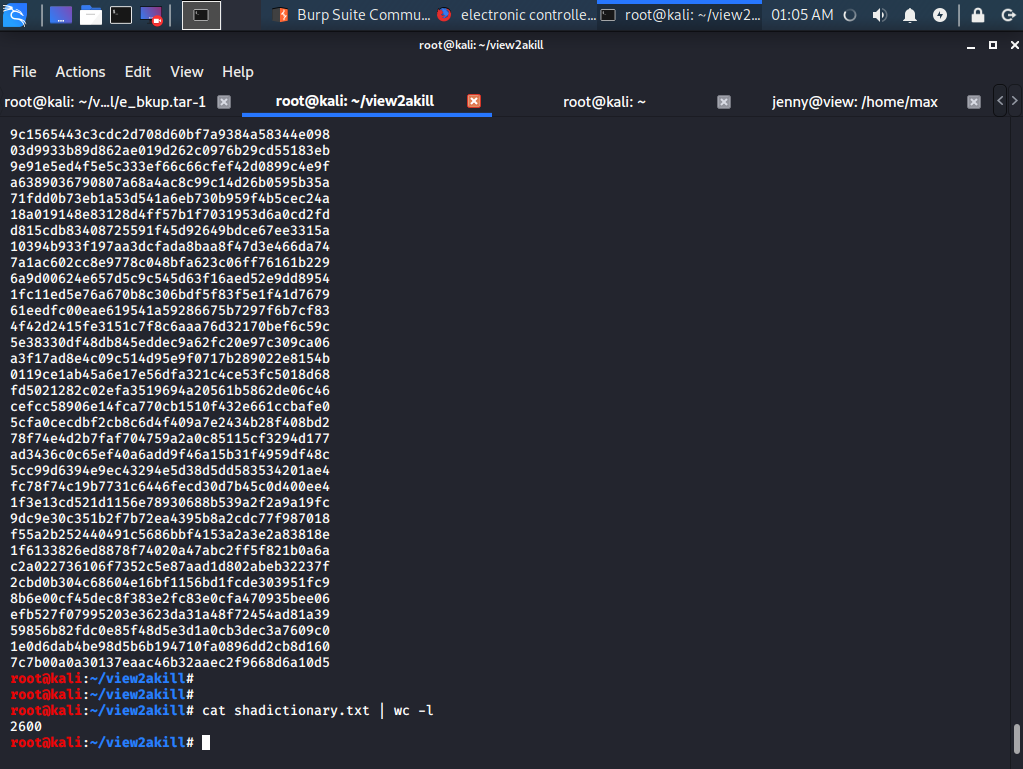 Burp Suite Commu... electronic controlle... root@kali: ~/view2... 01:05 AM
root@kali: ~/view2akill
File Actions Edit View Help
root@kali: ~/v...l/e_bkup.tar-1 root@kali: ~/view2akill root@kali: ~ jenny@view: /home/max
9c1565443c3cdc2d708d60bf7a9384a58344e098
03d9933b89d862ae019d262c0976b29cd55183eb
9e91e5ed4f5e5c333ef66c66cfef42d0899c4e9f
a6389036790807a68a4ac8c99c14d26b0595b35a
71fdd0b73eb1a53d541a6eb730b959f4b5cec24a
18a019148e83128d4ff57b1f7031953d6a0cd2fd
d815cdb83408725591f45d92649bdce67ee3315a
10394b933f197aa3dcfada8baa8f47d3e466da74
7a1ac602cc8e9778c048bfa623c06ff76161b229
6a9d00624e657d5c9c545d63f16aed52e9dd8954
1fc11ed5e76a670b8c306bdf5f83f5e1f41d7679
61eedfc00eae619541a59286675b7297f6b7cf83
4f42d2415fe3151c7f8c6aaa76d32170bef6c59c
5e38330df48db845eddec9a62fc20e97c309ca06
a3f17ad8e4c09c514d95e9f0717b289022e8154b
0119ce1ab45a6e17e56dfa321c4ce53fc5018d68
fd5021282c02efa3519694a20561b5862de06c46
cefcc58906e14fca770cb1510f432e661ccbafe0
5cfa0cecdbf2cb8c6d4f409a7e2434b28f408bd2
78f74e4d2b7faf704759a2a0c85115cf3294d177
ad3436c0c65ef40a6add9f46a15b31f4959df48c
5cc99d6394e9ec43294e5d38d5dd583534201ae4
fc78f74c19b7731c6446fecd30d7b45c0d400ee4
1f3e13cd521d1156e78930688b539a2f2a9a19fc
9dc9e30c351b2f7b72ea4395b8a2cdc77f987018
f55a2b252440491c5686bbf4153a2a3e2a83818e
1f6133826ed8878f74020a47abc2ff5f821b0a6a
c2a022736106f7352c5e87aad1d802abeb32237f
2cbd0b304c68604e16bf1156bd1fcde303951fc9
8b6e00cf45dec8f383e2fc83e0cfa470935bee06
efb527f07995203e3623da31a48f72454ad81a39
59856b82fdc0e85f48d5e3d1a0cb3dec3a7609c0
1e0d6dab4be98d5b6b194710fa0896dd2cb8d160
7c7b00a0a30137eaac46b32aaec2f9668d6a10d5
root@kali:~/view2akill#
root@kali:~/view2akill#
root@kali:~/view2akill# cat shadictionary.txt | wc -l
2600
root@kali:~/view2akill#